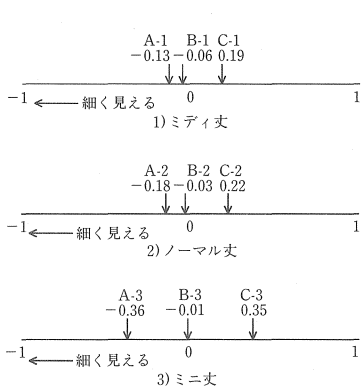 A-1 B-1 C-1
-0.13 -0.06 0.19
-1 ← 細く見える 0 1
1) ミディ丈
A-2 B-2 C-2
-0.18 -0.03 0.22
-1 ← 細く見える 0 1
2) ノーマル丈
A-3 B-3 C-3
-0.36 -0.01 0.35
-1 ← 細く見える 0 1
3) ミニ丈